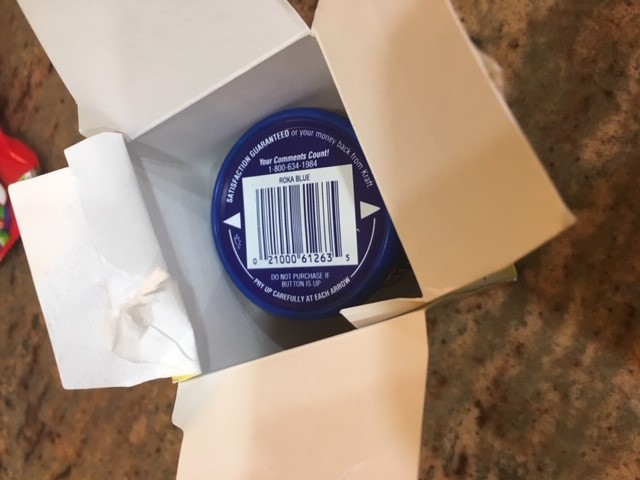 SATISFACTION GUARANTEED or your money back from Kraft.
Your Comments Count!
1-800-634-1984
ROKA BLUE
0 21000 61263 5
DO NOT PURCHASE IF
BUTTON IS UP
PRY UP CAREFULLY AT EACH ARROW